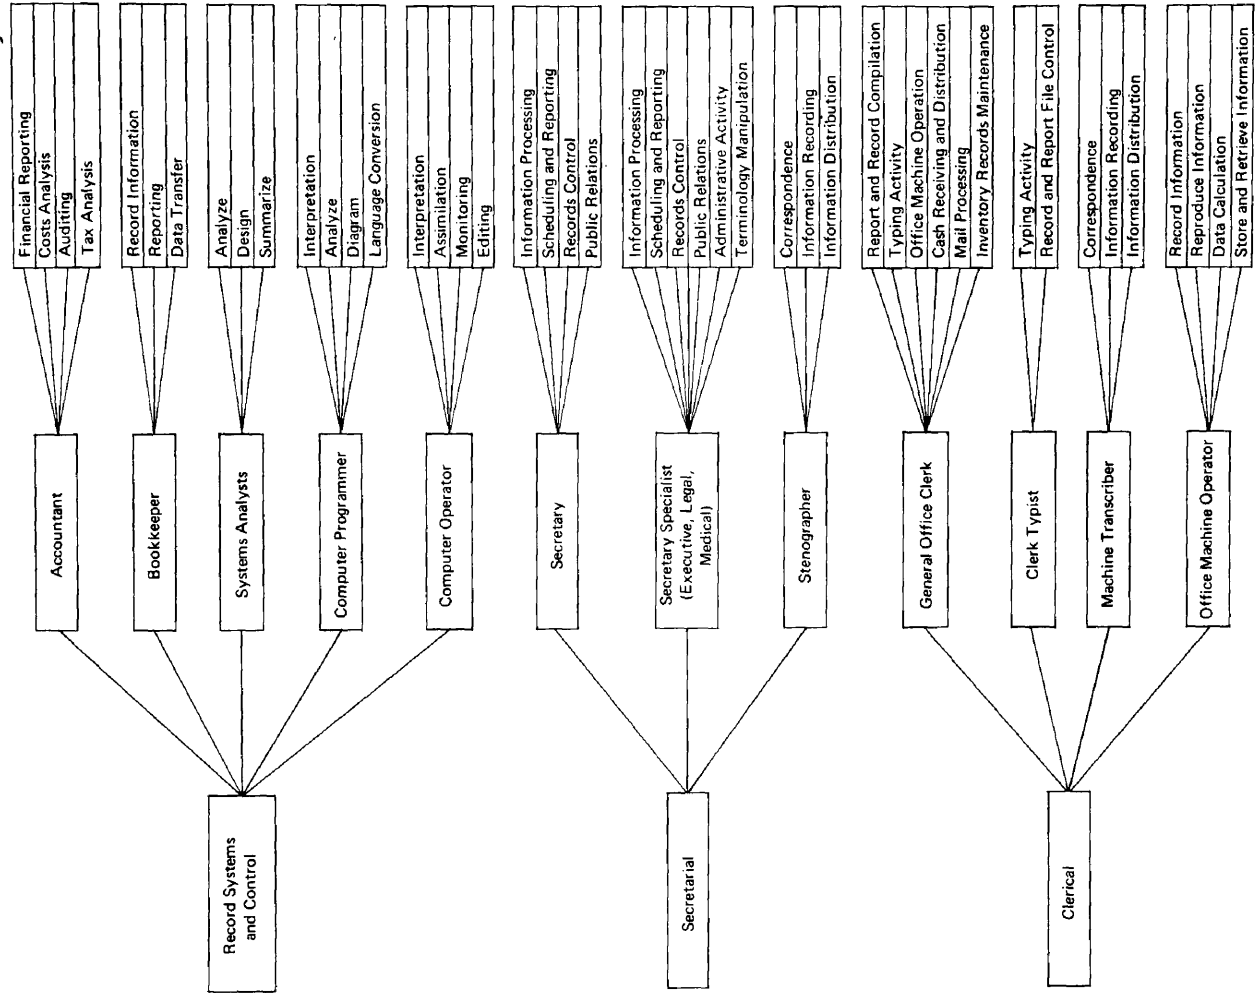 Record Systems
and Control
Accountant
Financial Reporting
Costs Analysis
Auditing
Tax Analysis
Bookkeeper
Record Information
Reporting
Data Transfer
Systems Analysts
Analyze
Design
Summarize
Computer Programmer
Interpretation
Analyze
Diagram
Language Conversion
Computer Operator
Interpretation
Assimilation
Monitoring
Editing
Secretarial
Secretary
Information Processing
Scheduling and Reporting
Records Control
Public Relations
Secretary Specialist
(Executive, Legal,
Medical)
Information Processing
Scheduling and Reporting
Records Control
Public Relations
Administrative Activity
Terminology Manipulation
Stenographer
Correspondence
Information Recording
Information Distribution
Clerical
General Office Clerk
Report and Record Compilation
Typing Activity
Office Machine Operation
Cash Receiving and Distribution
Mail Processing
Inventory Records Maintenance
Clerk Typist
Typing Activity
Record and Report File Control
Machine Transcriber
Correspondence
Information Recording
Information Distribution
Office Machine Operator
Record Information
Reproduce Information
Data Calculation
Store and Retrieve Information